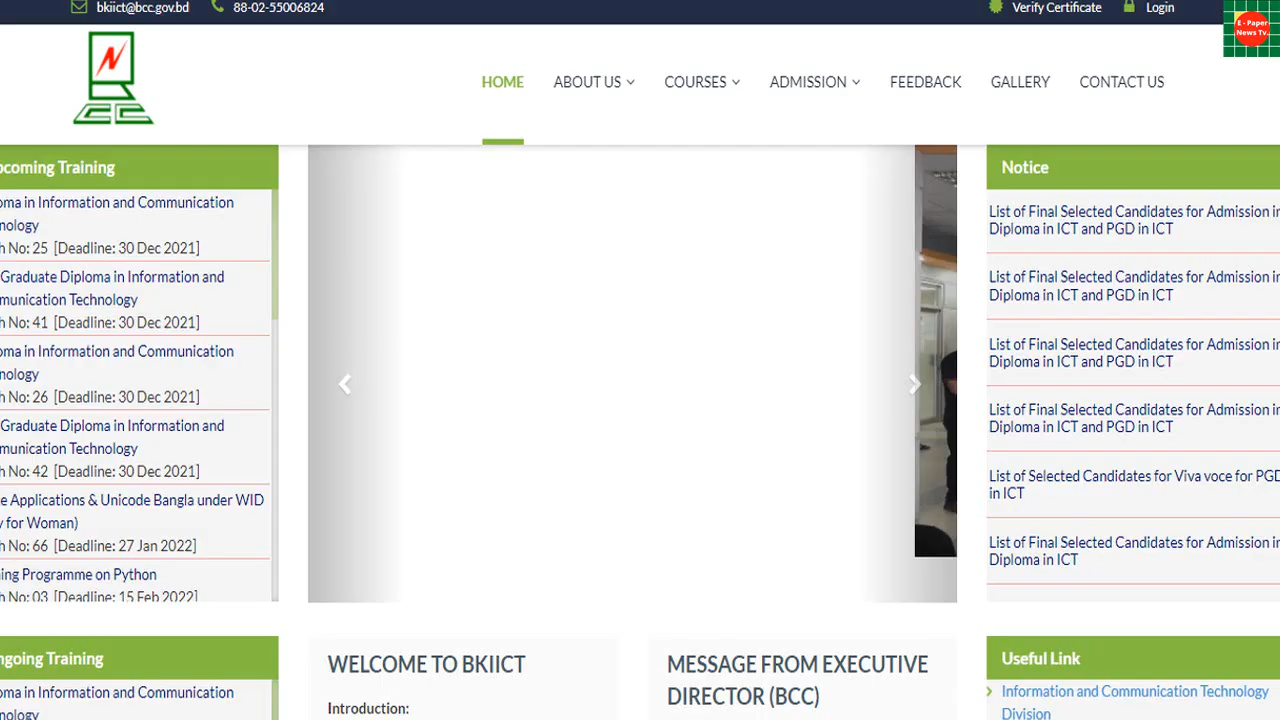 bkiict@bcc.gov.bd 88-02-55006824 Verify Certificate Login
E - Paper
News Tv.
HOME ABOUT US COURSES ADMISSION FEEDBACK GALLERY CONTACT US
pcoming Training
oma in Information and Communication
nology
h No: 25 [Deadline: 30 Dec 2021]
Graduate Diploma in Information and
mmunication Technology
h No: 41 [Deadline: 30 Dec 2021]
oma in Information and Communication
nology
h No: 26 [Deadline: 30 Dec 2021]
Graduate Diploma in Information and
mmunication Technology
h No: 42 [Deadline: 30 Dec 2021]
e Applications & Unicode Bangla under WID
y for Woman)
h No: 66 [Deadline: 27 Jan 2022]
ing Programme on Python
h No: 03 [Deadline: 15 Feb 2022]
Notice
List of Final Selected Candidates for Admission in
Diploma in ICT and PGD in ICT
List of Final Selected Candidates for Admission in
Diploma in ICT and PGD in ICT
List of Final Selected Candidates for Admission in
Diploma in ICT and PGD in ICT
List of Final Selected Candidates for Admission in
Diploma in ICT and PGD in ICT
List of Selected Candidates for Viva voce for PGD
in ICT
List of Final Selected Candidates for Admission in
Diploma in ICT
ngoing Training
oma in Information and Communication
nology
WELCOME TO BKIICT
Introduction:
MESSAGE FROM EXECUTIVE
DIRECTOR (BCC)
Useful Link
Information and Communication Technology
Division